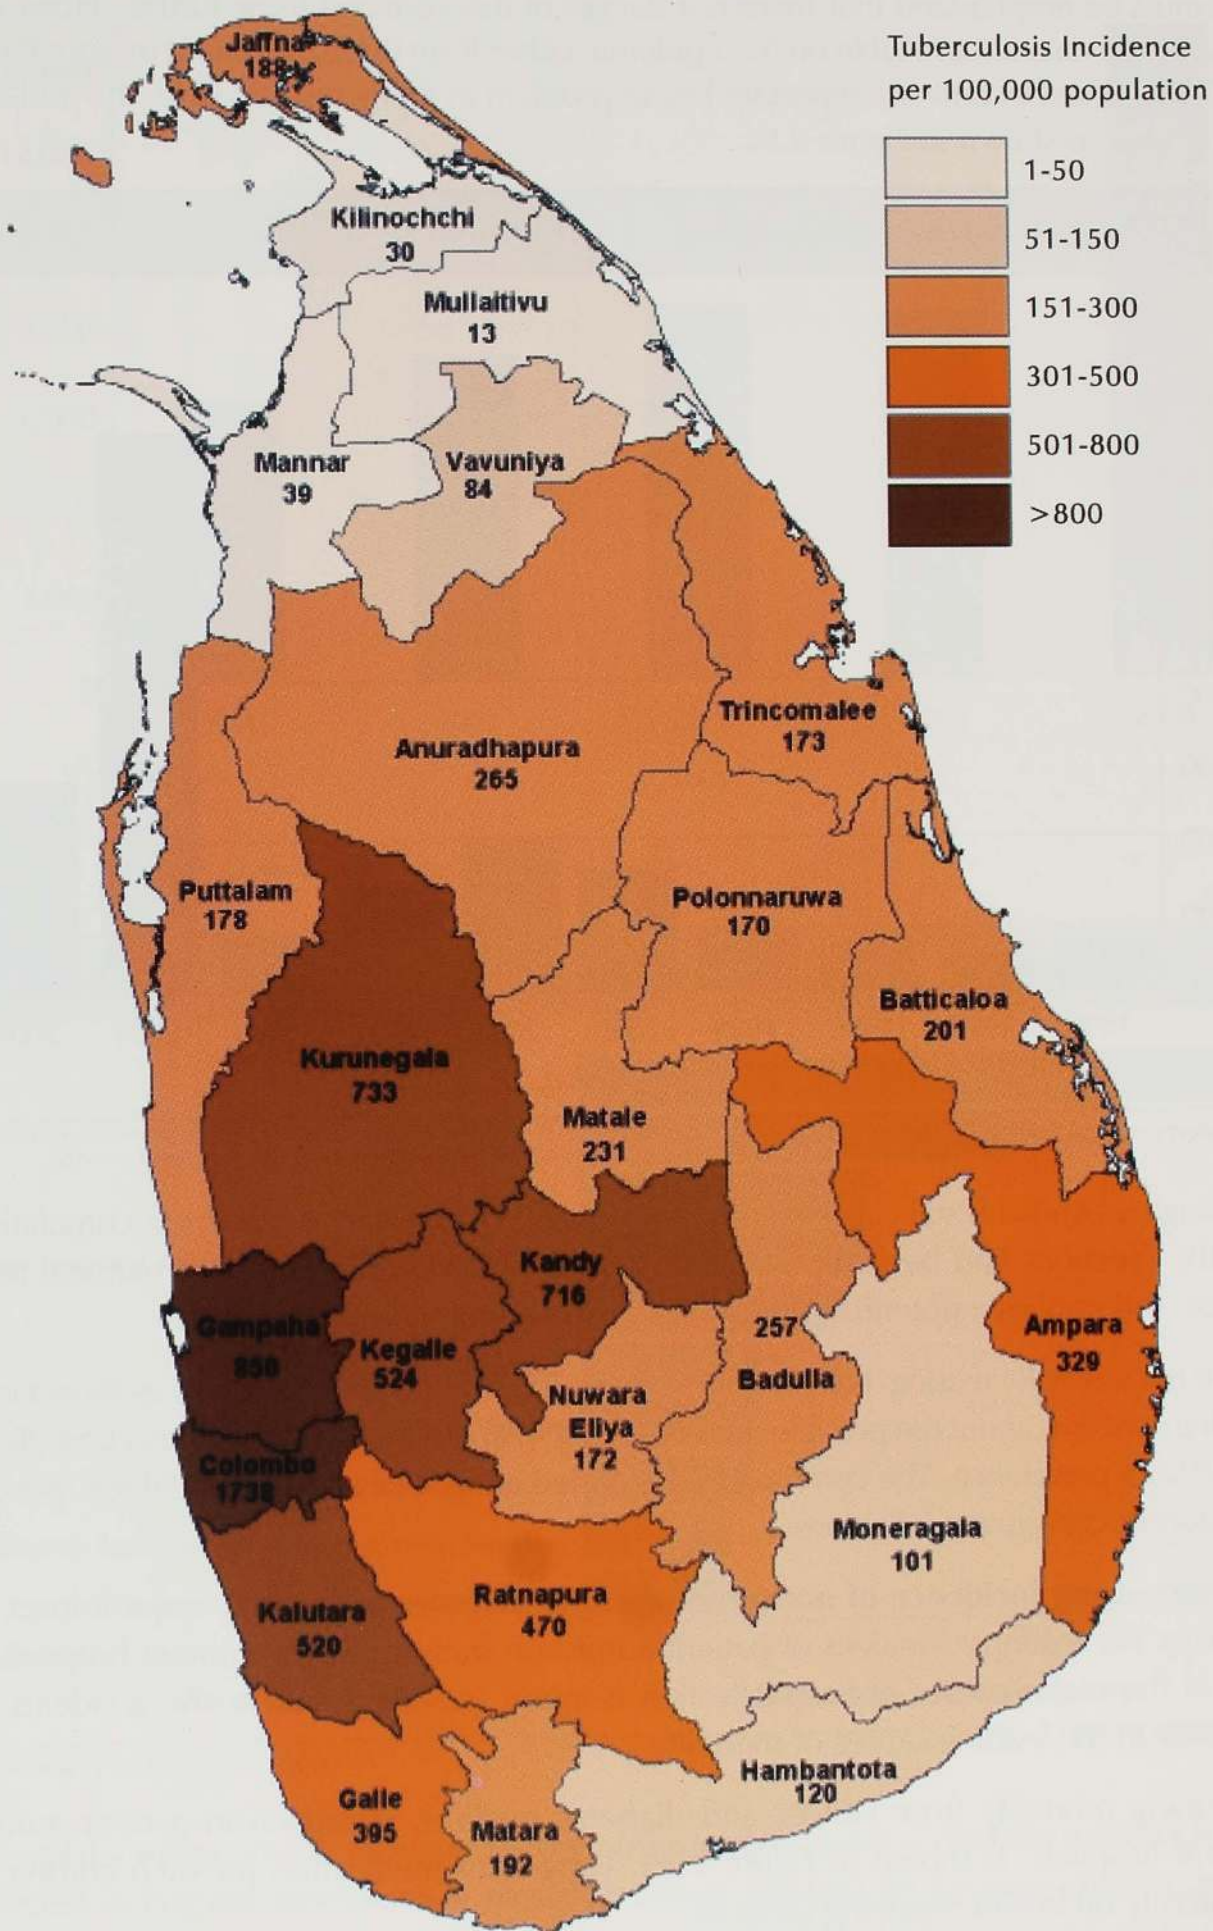 Tuberculosis Incidence
per 100,000 population
1-50
51-150
151-300
301-500
501-800
>800
Jaffna
188
Kilinochchi
30
Mullaitivu
13
Mannar
39
Vavuniya
84
Trincomalee
173
Anuradhapura
265
Puttalam
178
Polonnaruwa
170
Batticaloa
201
Kurunegala
733
Matale
231
Kandy
716
Gampaha
Kegalle
524
257
Badulla
Ampara
329
Nuwara
Eliya
172
Colombo
1738
Moneragala
101
Ratnapura
470
Kalutara
520
Hambantota
120
Galle
395
Matara
192